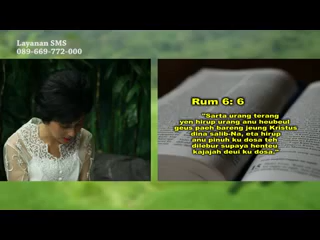 Layanan SMS
089-669-772-000
Rum 6: 6
"Sarta urang terang
yen hirup urang anu heubeul
geus paeh bareng jeung Kristus
dina salib-Na, eta hirup
anu pinuh ku dosa teh
dilebur supaya henteu
kajajah deui ku dosa."